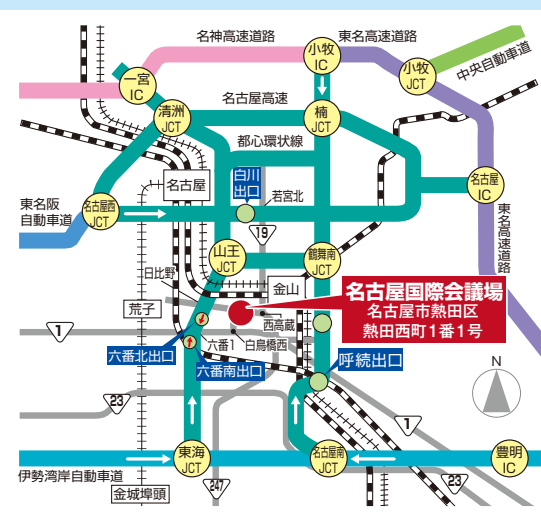 名神高速道路
東名高速道路
小牧
IC
小牧
JCT
中央自動車道
一宮
IC
清洲
JCT
名古屋高速
楠
JCT
都心環状線
白川
出口
名古屋
若宮北
名古屋
IC
東名阪
自動車道
名古屋西
JCT
19
東名高速道路
山王
JCT
鶴舞南
JCT
日比野
金山
名古屋国際会議場
名古屋市熱田区
熱田西町1番1号
荒子
西高蔵
1
六番北出口
六番1
白鳥橋西
六番南出口
呼続出口
N
23
1
東海
JCT
名古屋南
JCT
豊明
IC
伊勢湾岸自動車道
金城埠頭
247
23